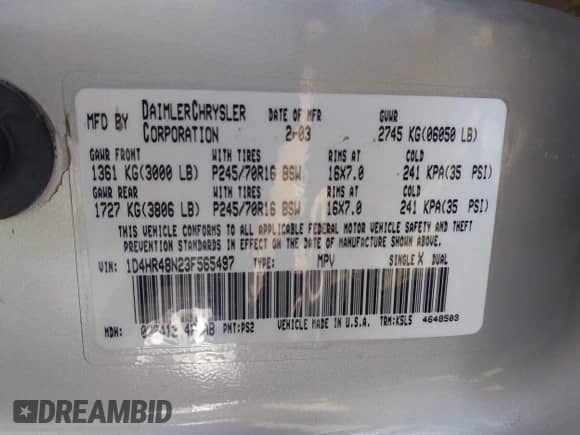 MFD BY DAIMLERCHRYSLER CORPORATION DATE OF MFR 2-03 GVWR 2745 KG(06050 LB)
GAWR FRONT WITH TIRES RIMS AT COLD
1361 KG(3000 LB) P245/70R16 BSW 16X7.0 241 KPA(35 PSI)
GAWR REAR WITH TIRES RIMS AT COLD
1727 KG(3806 LB) P245/70R16 BSW 16X7.0 241 KPA(35 PSI)
THIS VEHICLE CONFORMS TO ALL APPLICABLE FEDERAL MOTOR VEHICLE SAFETY AND THEFT
PREVENTION STANDARDS IN EFFECT ON THE DATE OF MANUFACTURE SHOWN ABOVE.
VIN: 1D4HR48N23F565497 TYPE: MPV SINGLE X DUAL
MDH: PNT:PS2 VEHICLE MADE IN U.S.A. TRM:K5L5 4648503
DREAMBID